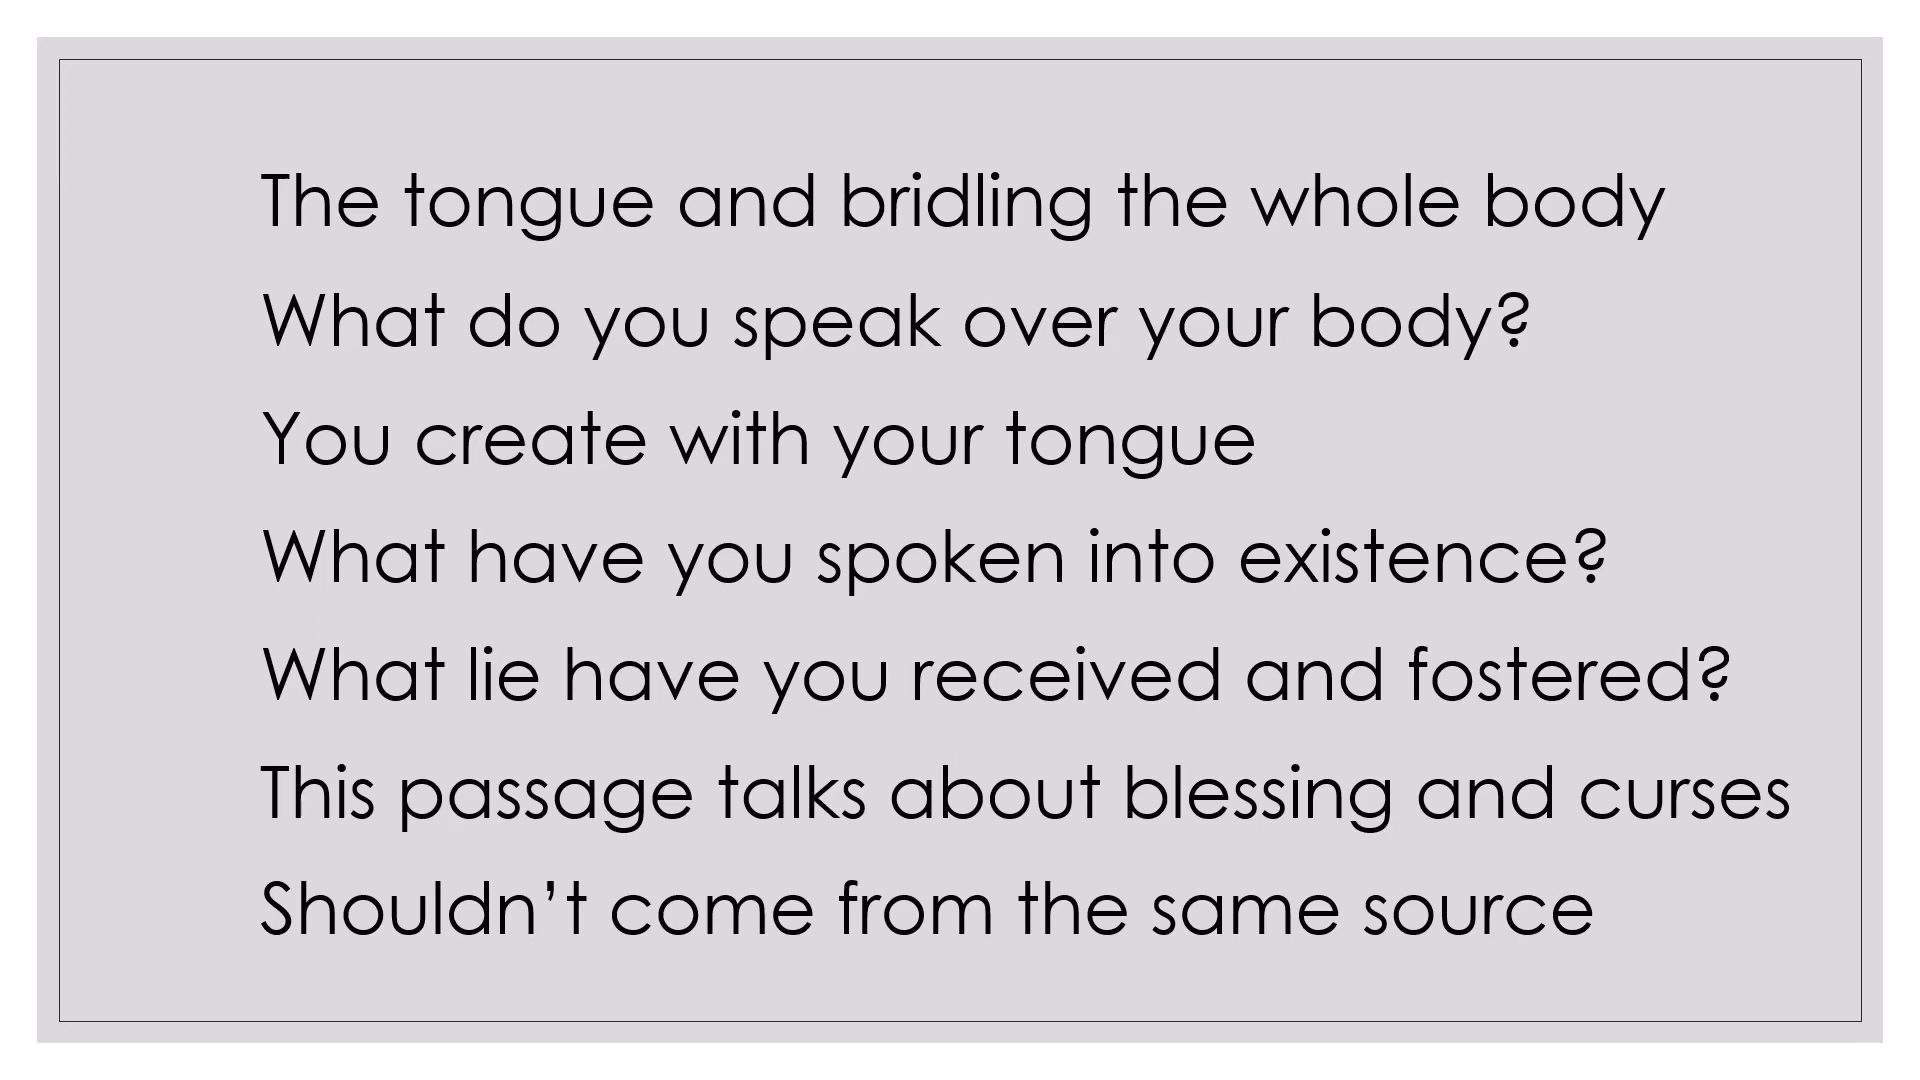 The tongue and bridling the whole body
What do you speak over your body?
You create with your tongue
What have you spoken into existence?
What lie have you received and fostered?
This passage talks about blessing and curses
Shouldn’t come from the same source